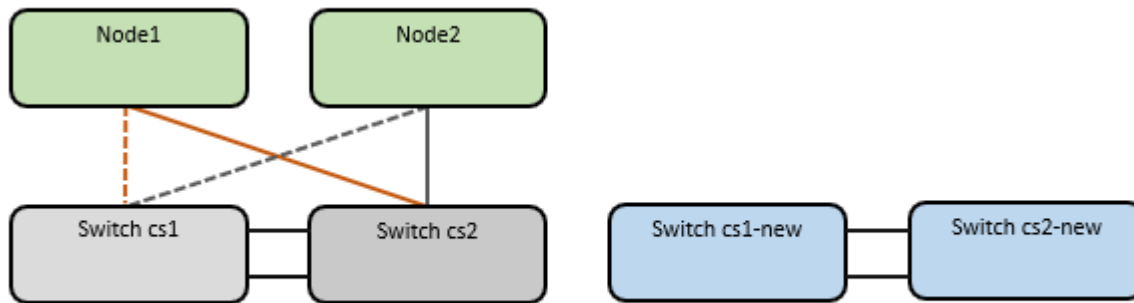 Node1
Node2
Switch cs1
Switch cs2
Switch cs1-new
Switch cs2-new